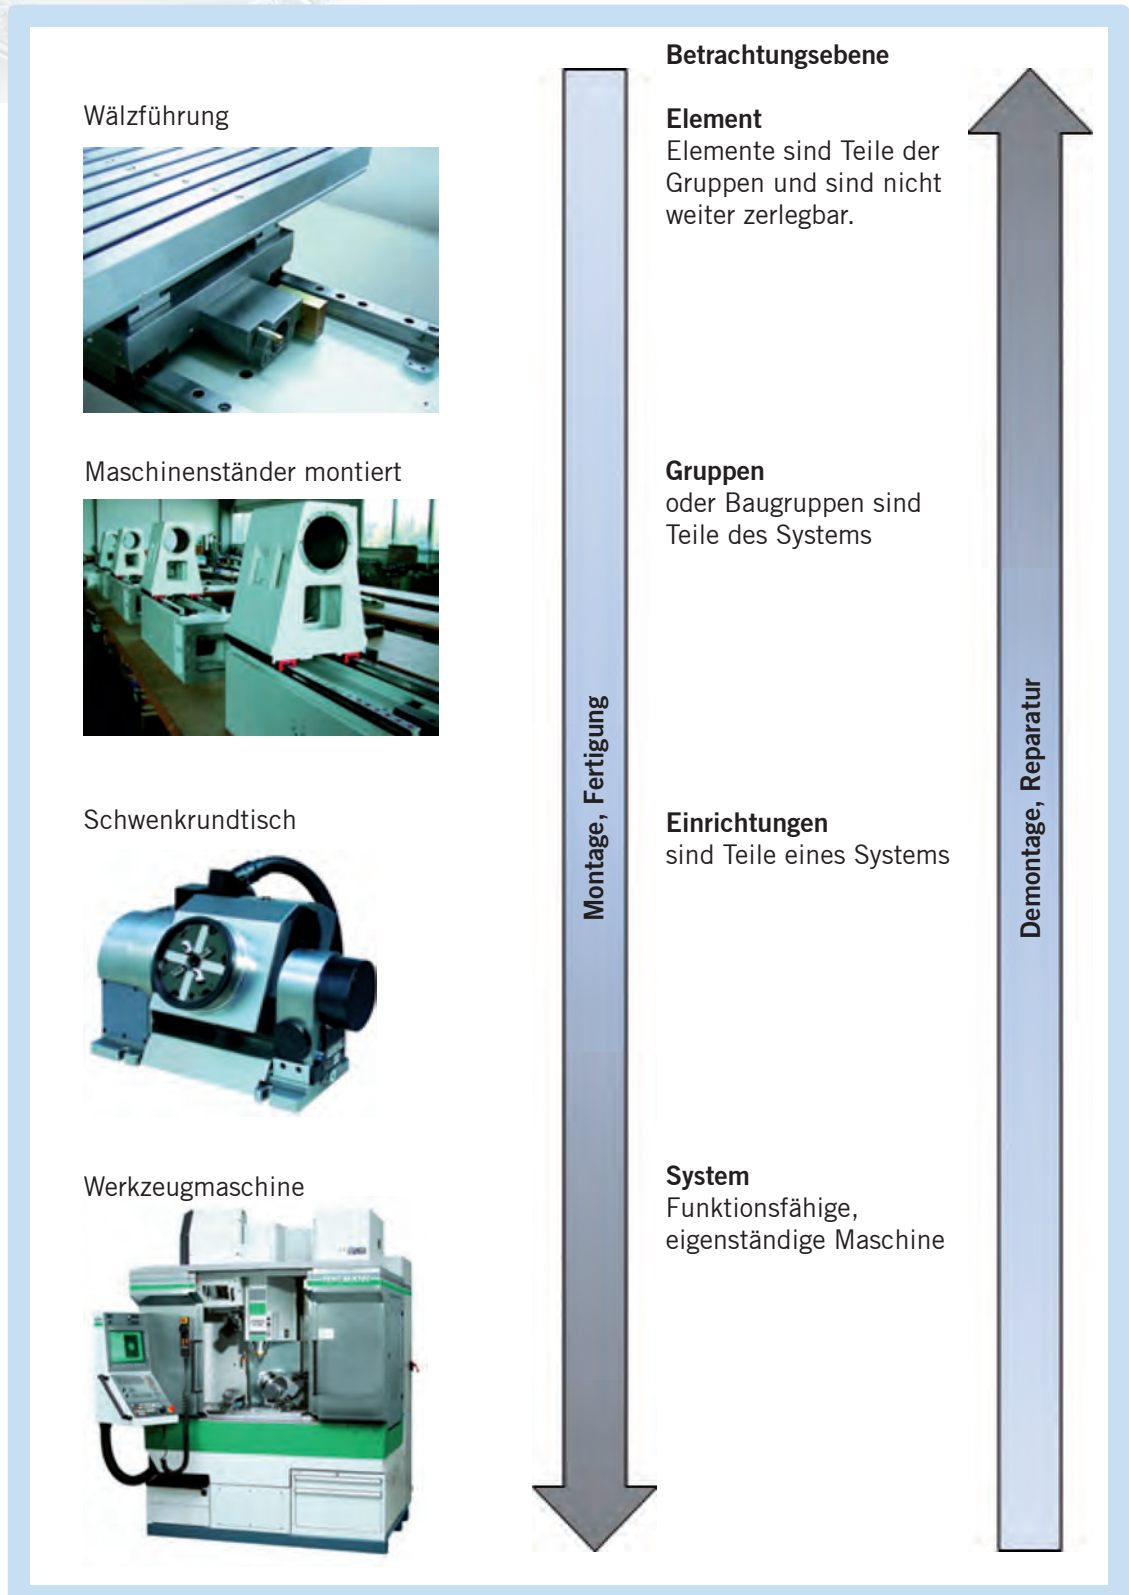 Betrachtungsebene
Wälzführung
Element
Elemente sind Teile der
Gruppen und sind nicht
weiter zerlegbar.
Maschinenständer montiert
Gruppen
oder Baugruppen sind
Teile des Systems
Schwenkrundtisch
Einrichtungen
sind Teile eines Systems
Werkzeugmaschine
System
Funktionsfähige,
eigenständige Maschine
Montage, Fertigung
Demontage, Reparatur